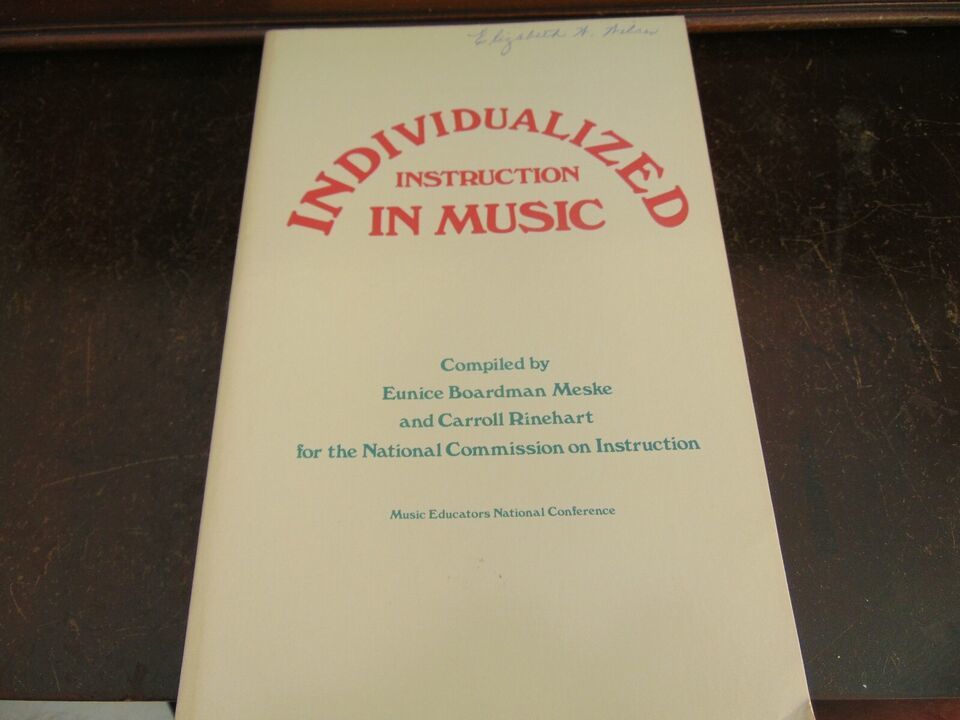 Elizabeth W. Nelson
INDIVIDUALIZED
INSTRUCTION
IN MUSIC
Compiled by
Eunice Boardman Meske
and Carroll Rinehart
for the National Commission on Instruction
Music Educators National Conference